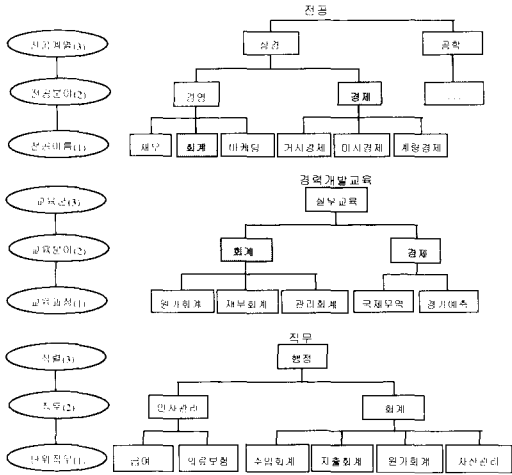 전공
전공계열(3)
상경
공학
전공분야(2)
경영
경제
. . .
전공이름(1)
재무
회계
마케팅
거시경제
미시경제
계량경제
경력개발교육
교육군(3)
실무교육
교육분야(2)
회계
경제
교육과정(1)
원가회계
재무회계
관리회계
국제무역
경기예측
직무
직렬(3)
행정
직무(2)
인사관리
회계
단위직무(1)
급여
의료보험
수입회계
지출회계
원가회계
자산관리